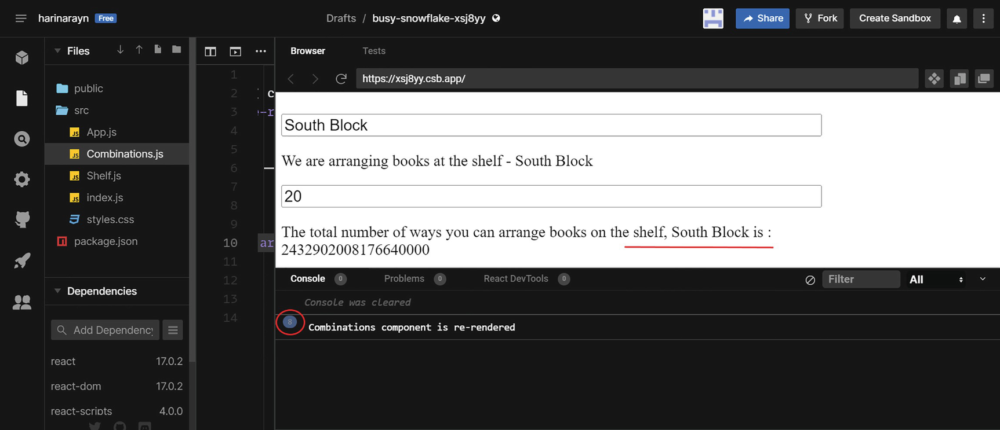 harinarayn Free
Drafts / busy-snowflake-xsj8yy
Share
Fork
Create Sandbox
Files
public
src
JS App.js
JS Combinations.js
JS Shelf.js
JS index.js
styles.css
package.json
Dependencies
Add Dependency
react 17.0.2
react-dom 17.0.2
react-scripts 4.0.0
1
2 c
3 e-r
4
5
6
7
8
9
10 ar
11
12
13
14
Browser Tests
https://xsj8yy.csb.app/
South Block
We are arranging books at the shelf - South Block
20
The total number of ways you can arrange books on the shelf, South Block is :
2432902008176640000
Console 0 Problems 0 React DevTools 0 Filter All
Console was cleared
8 Combinations component is re-rendered